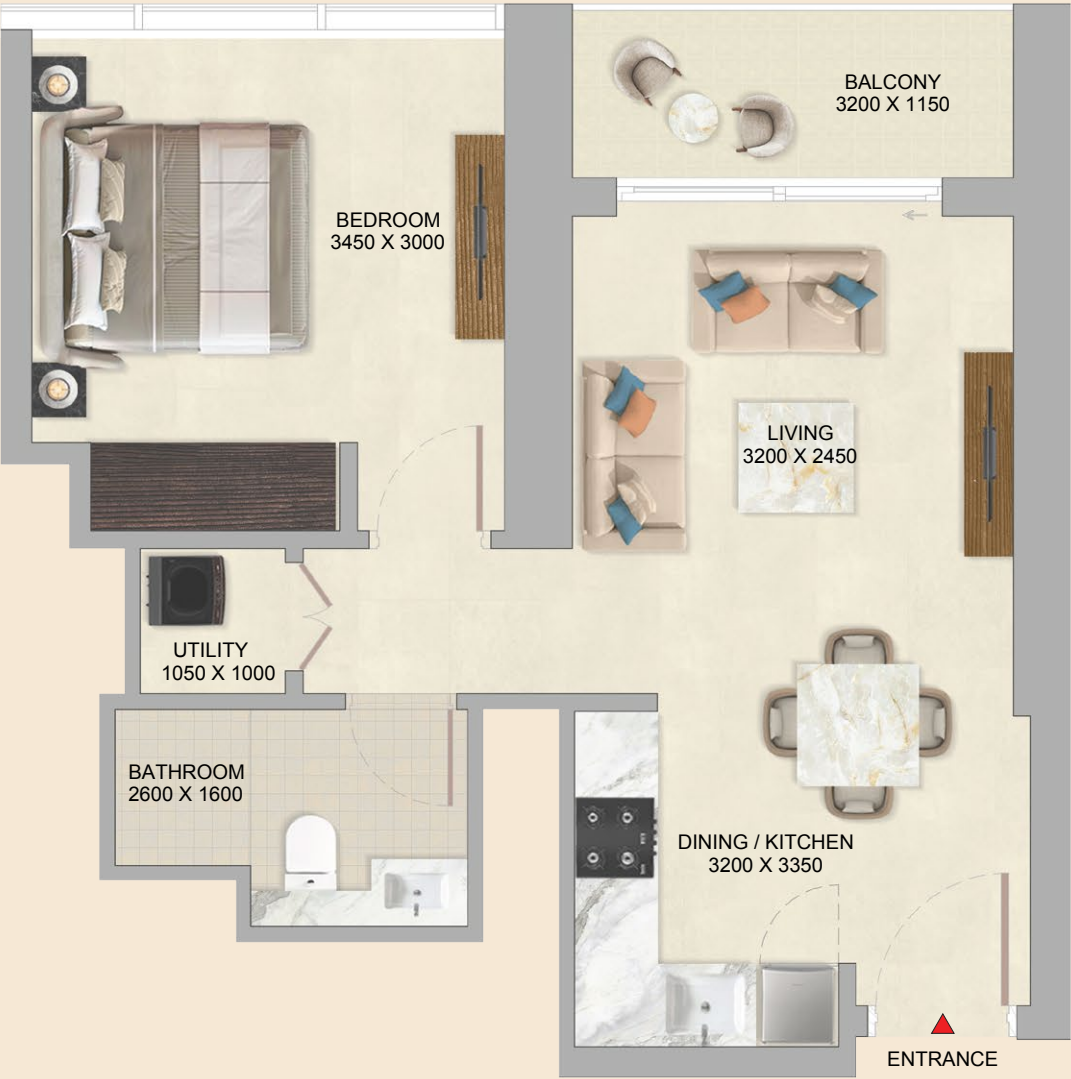 BALCONY
3200 X 1150
BEDROOM
3450 X 3000
LIVING
3200 X 2450
UTILITY
1050 X 1000
BATHROOM
2600 X 1600
DINING / KITCHEN
3200 X 3350
ENTRANCE